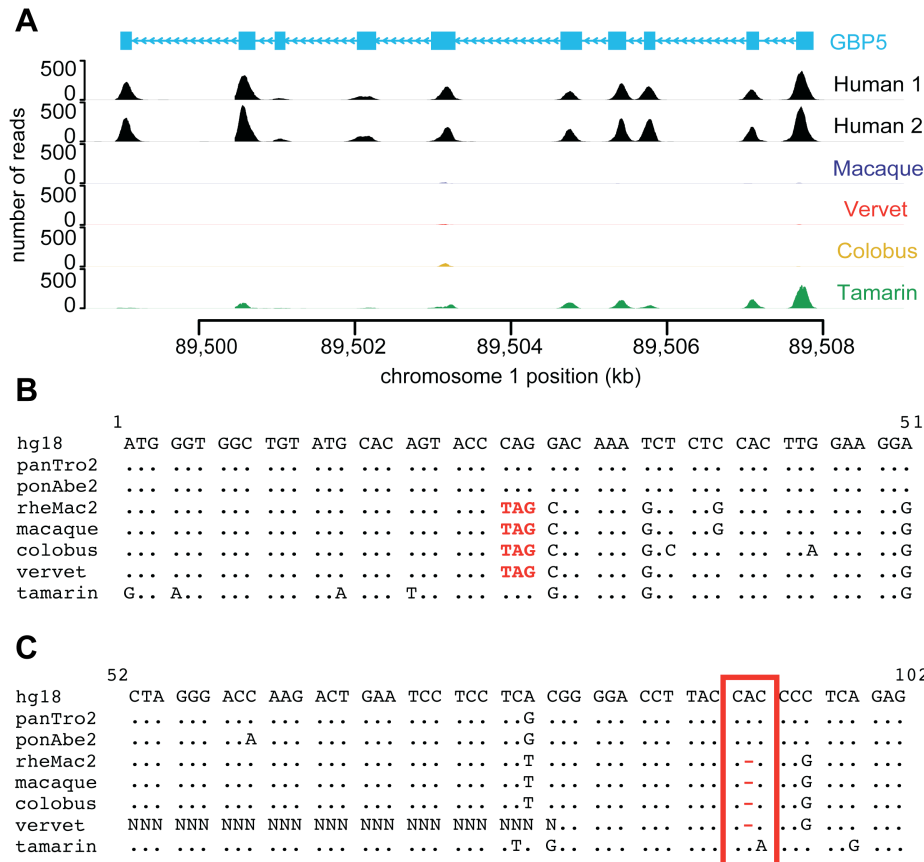 A
GBP5
number of reads
500
0
Human 1
500
0
Human 2
500
0
Macaque
500
0
Vervet
500
0
Colobus
500
0
Tamarin
89,500 89,502 89,504 89,506 89,508
chromosome 1 position (kb)
B
1 51
hg18 ATG GGT GGC TGT ATG CAC AGT ACC CAG GAC AAA TCT CTC CAC TTG GAA GGA
panTro2 ... ... ... ... ... ... ... ... ... ... ... ... ... ... ... ... ...
ponAbe2 ... ... ... ... ... ... ... ... ... ... ... ... ... ... ... ... ...
rheMac2 ... ... ... ... ... ... ... ... TAG C.. ... G.. ..G ... ... ... ..G
macaque ... ... ... ... ... ... ... ... TAG C.. ... G.. ..G ... ... ... ..G
colobus ... ... ... ... ... ... ... ... TAG C.. ... G.C ... ... ..A ... ..G
vervet ... ... ... ... ... ... ... ... TAG C.. ... G.. ... ... ... ... ..G
tamarin G.. A.. ... ... ..A ... T.. ... ... G.. ... G.. ... ... ... ... ..G
C
52 102
hg18 CTA GGG ACC AAG ACT GAA TCC TCC TCA CGG GGA CCT TAC CAC CCC TCA GAG
panTro2 ... ... ... ... ... ... ... ... ..G ... ... ... ... ... ... ... ...
ponAbe2 ... ... ..A ... ... ... ... ... ..G ... ... ... ... ... ... ... ...
rheMac2 ... ... ... ... ... ... ... ... ..T ... ... ... ... .-. ..G ... ...
macaque ... ... ... ... ... ... ... ... ..T ... ... ... ... .-. ..G ... ...
colobus ... ... ... ... ... ... ... ... ..T ... ... ... ... .-. ..G ... ...
vervet NNN NNN NNN NNN NNN NNN NNN NNN NNN N.. ... ... ... .-. ..G ... ...
tamarin ... ... ... ... ... ... ... ... .T. G.. ... ... ... ..A ... ..G ...